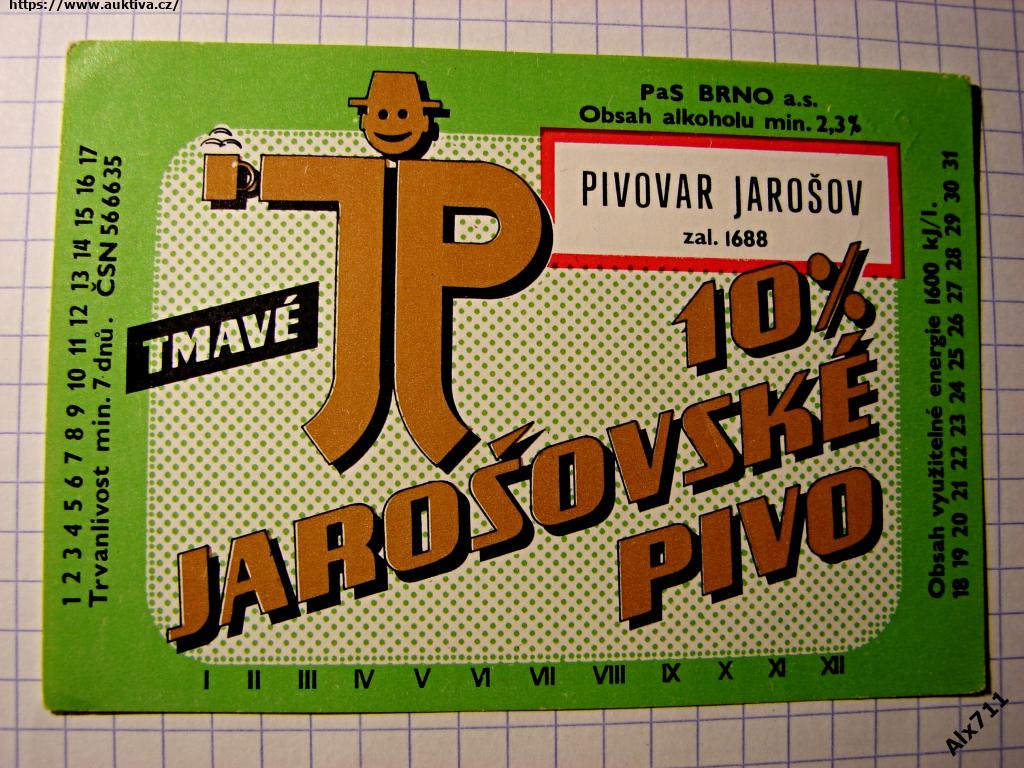 https://www.auktiva.cz/
PaS BRNO a.s.
Obsah alkoholu min. 2,3%
PIVOVAR JAROŠOV
zal. 1688
JP
TMAVÉ
10%
JAROŠOVSKÉ
PIVO
1 2 3 4 5 6 7 8 9 10 11 12 13 14 15 16 17
Trvanlivost min. 7 dnů. ČSN 566635
Obsah využitelné energie 1600 kj/l.
18 19 20 21 22 23 24 25 26 27 28 29 30 31
I II III IV V VI VII VIII IX X XI XII
Alx711